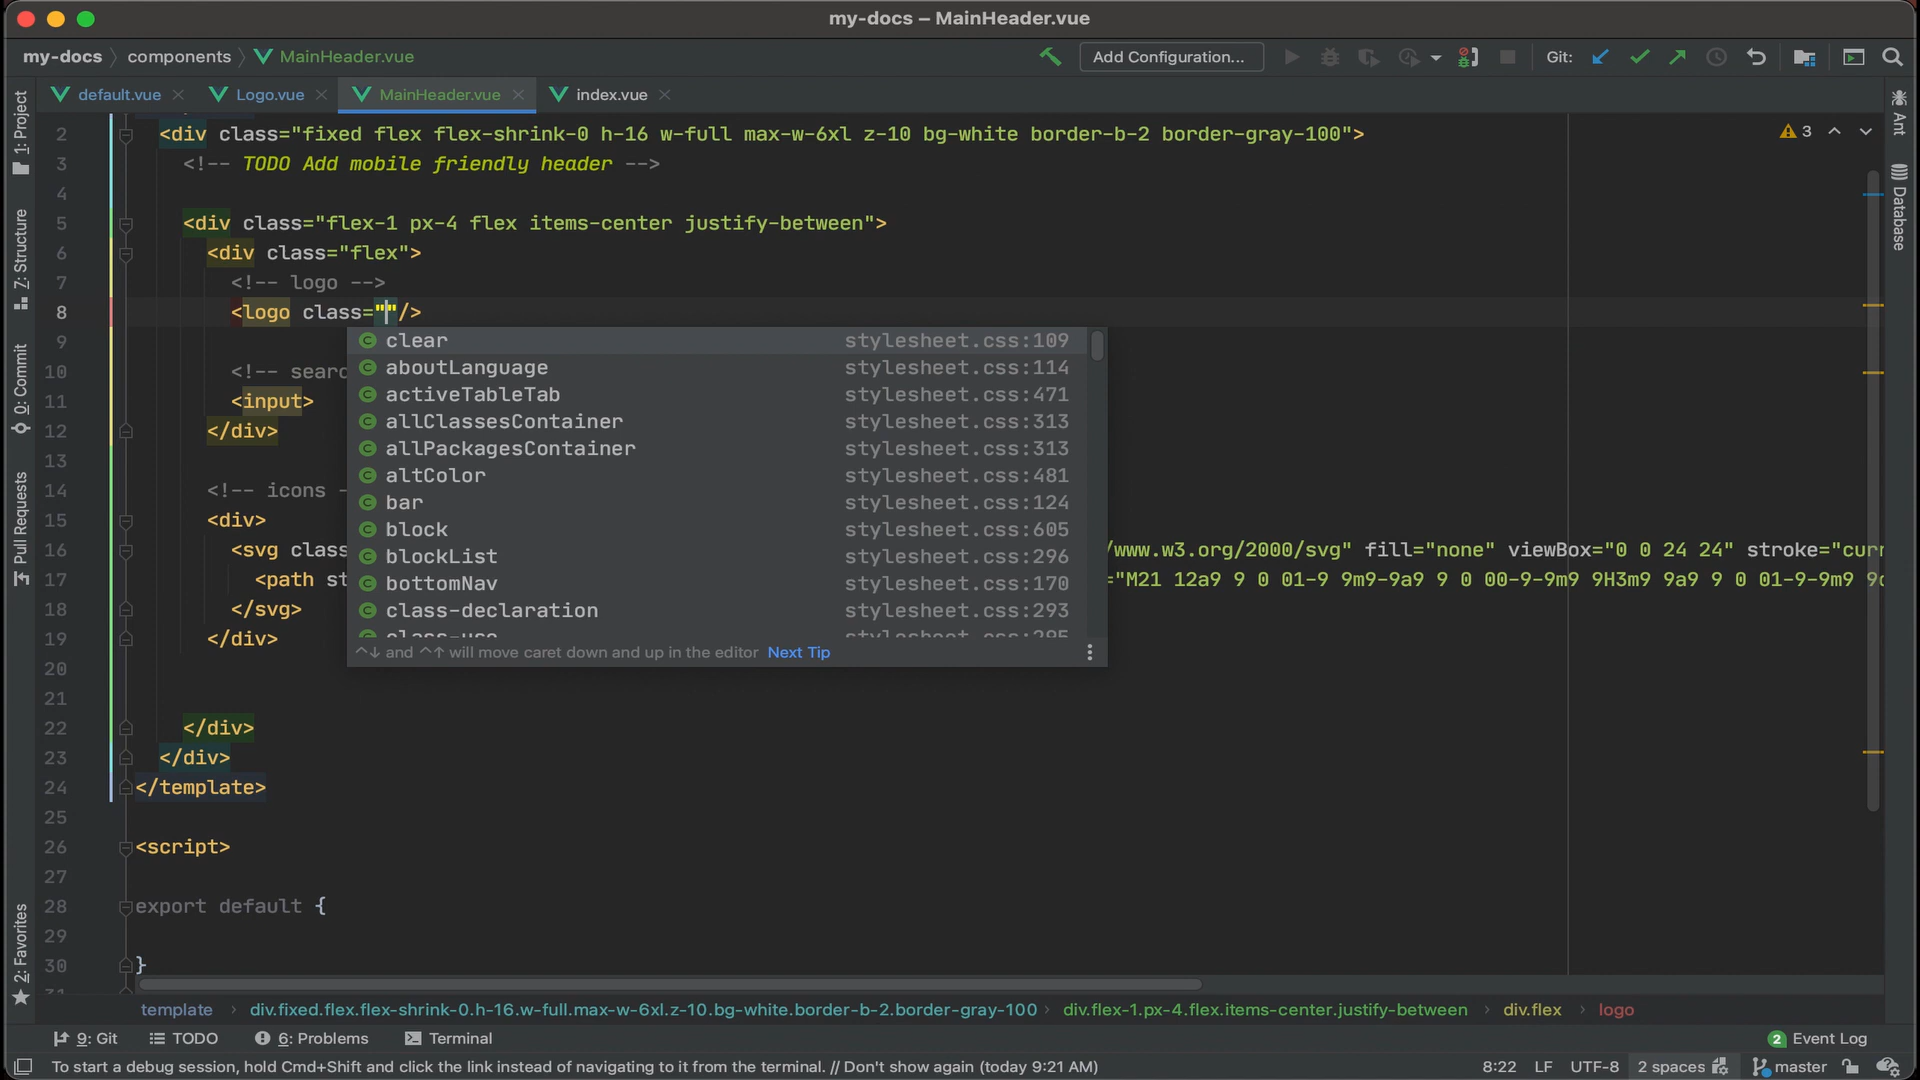 my-docs – MainHeader.vue
my-docs components MainHeader.vue Add Configuration... Git:
default.vue Logo.vue MainHeader.vue index.vue
1: Project
Z: Structure
0: Commit
Pull Requests
2: Favorites
Ant
Database
3
2 <div class="fixed flex flex-shrink-0 h-16 w-full max-w-6xl z-10 bg-white border-b-2 border-gray-100">
3 <!-- TODO Add mobile friendly header -->
4
5 <div class="flex-1 px-4 flex items-center justify-between">
6 <div class="flex">
7 <!-- logo -->
8 <logo class=""/>
9
10 <!-- searc
11 <input>
12 </div>
13
14 <!-- icons -
15 <div>
16 <svg clas /www.w3.org/2000/svg" fill="none" viewBox="0 0 24 24" stroke="curr
17 <path st ="M21 12a9 9 0 01-9 9m9-9a9 9 0 00-9-9m9 9H3m9 9a9 9 0 01-9-9m9
18 </svg>
19 </div>
20
21
22 </div>
23 </div>
24 </template>
25
26 <script>
27
28 export default {
29
30 }
31
clear stylesheet.css:109
aboutLanguage stylesheet.css:114
activeTableTab stylesheet.css:471
allClassesContainer stylesheet.css:313
allPackagesContainer stylesheet.css:313
altColor stylesheet.css:481
bar stylesheet.css:124
block stylesheet.css:605
blockList stylesheet.css:296
bottomNav stylesheet.css:170
class-declaration stylesheet.css:293
class-use stylesheet.css:295
^↓ and ^↑ will move caret down and up in the editor Next Tip
template div.fixed.flex.flex-shrink-0.h-16.w-full.max-w-6xl.z-10.bg-white.border-b-2.border-gray-100 div.flex-1.px-4.flex.items-center.justify-between div.flex logo
9: Git TODO 6: Problems Terminal 2 Event Log
To start a debug session, hold Cmd+Shift and click the link instead of navigating to it from the terminal. // Don't show again (today 9:21 AM) 8:22 LF UTF-8 2 spaces master